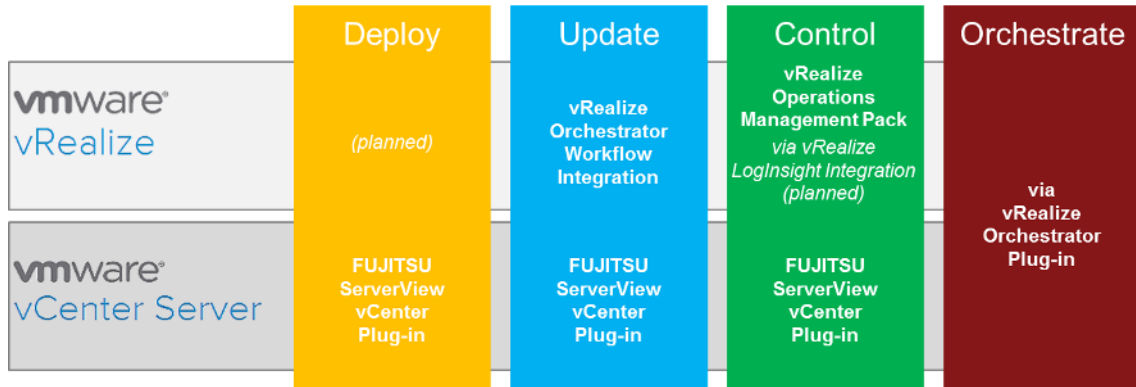 Deploy
Update
Control
Orchestrate
vmware®
vRealize
(planned)
vRealize
Orchestrator
Workflow
Integration
vRealize
Operations
Management Pack
via vRealize
LogInsight Integration
(planned)
via
vRealize
Orchestrator
Plug-in
vmware®
vCenter Server
FUJITSU
ServerView
vCenter
Plug-in
FUJITSU
ServerView
vCenter
Plug-in
FUJITSU
ServerView
vCenter
Plug-in